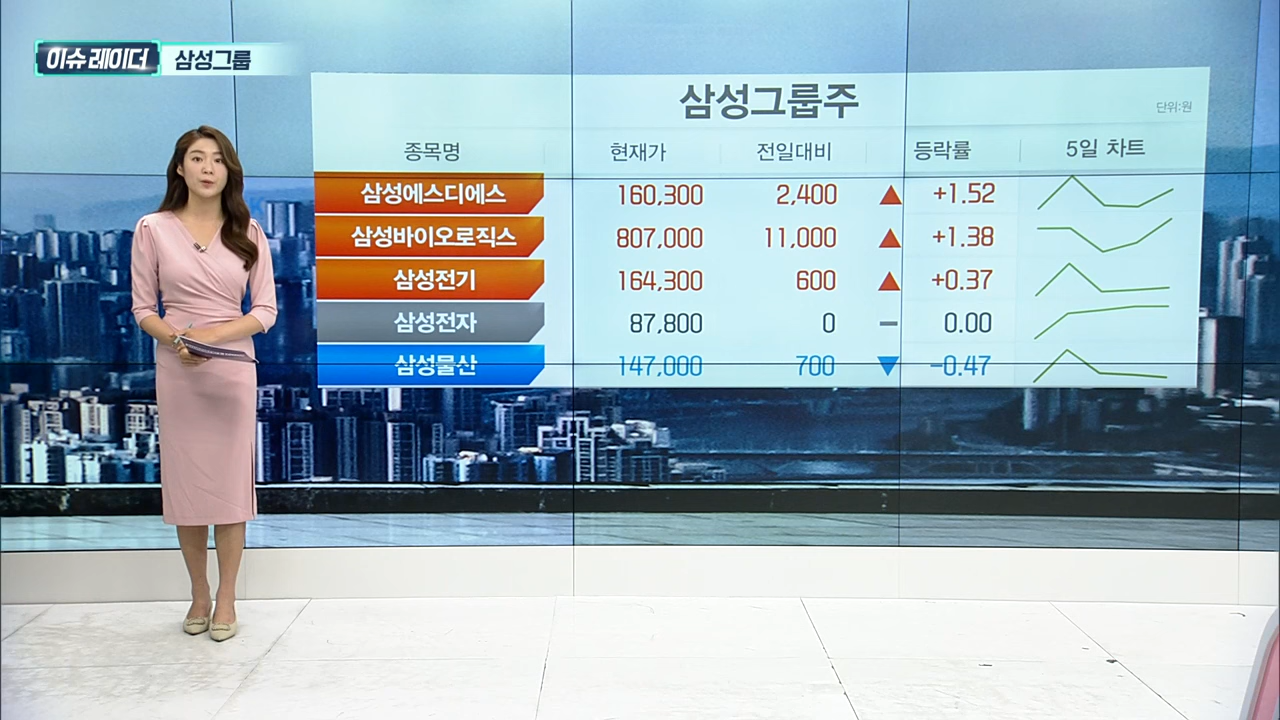 이슈 레이더 삼성그룹
삼성그룹주
단위:원
종목명 현재가 전일대비 등락률 5일 차트
삼성에스디에스 160,300 2,400 ▲ +1.52
삼성바이오로직스 807,000 11,000 ▲ +1.38
삼성전기 164,300 600 ▲ +0.37
삼성전자 87,800 0 - 0.00
삼성물산 147,000 700 ▼ -0.47